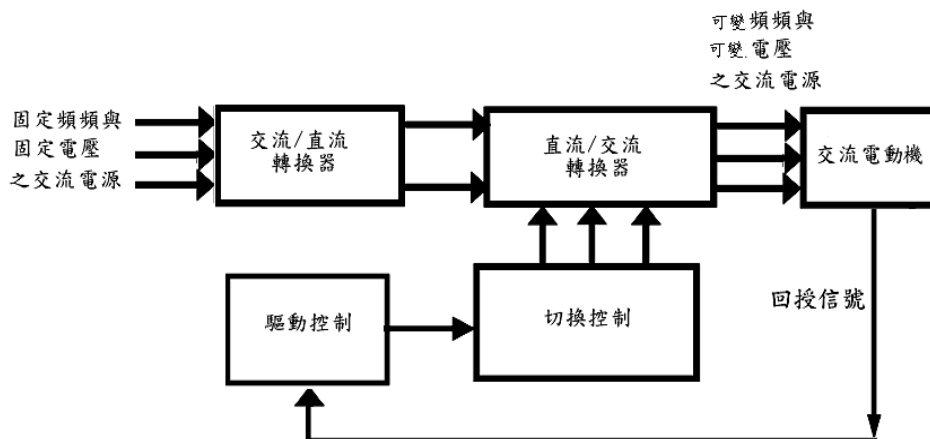 可變頻頻與
可變 電壓
之交流電源
固定頻頻與
固定電壓
之交流電源
交流/直流
轉換器
直流/交流
轉換器
交流電動機
驅動控制
切換控制
回授信號